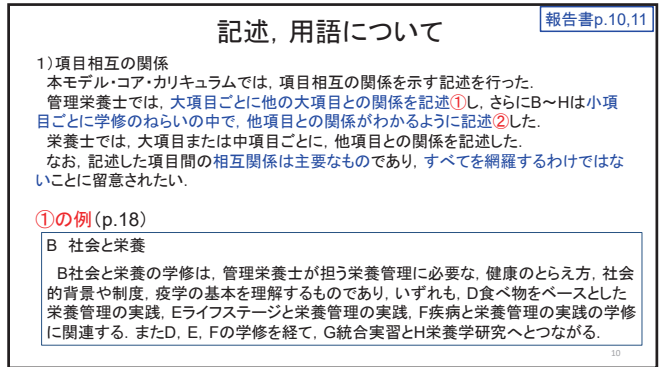 記述，用語について
報告書p.10,11
1）項目相互の関係
本モデル・コア・カリキュラムでは，項目相互の関係を示す記述を行った．
管理栄養士では，大項目ごとに他の大項目との関係を記述①し，さらにB～Hは小項
目ごとに学修のねらいの中で，他項目との関係がわかるように記述②した．
栄養士では，大項目または中項目ごとに，他項目との関係を記述した．
なお，記述した項目間の相互関係は主要なものであり，すべてを網羅するわけではな
いことに留意されたい．
①の例（p.18）
B　社会と栄養
B社会と栄養の学修は，管理栄養士が担う栄養管理に必要な，健康のとらえ方，社会
的背景や制度，疫学の基本を理解するものであり，いずれも，D食べ物をベースとした
栄養管理の実践，Eライフステージと栄養管理の実践，F疾病と栄養管理の実践の学修
に関連する．またD，E，Fの学修を経て，G統合実習とH栄養学研究へとつながる．
10